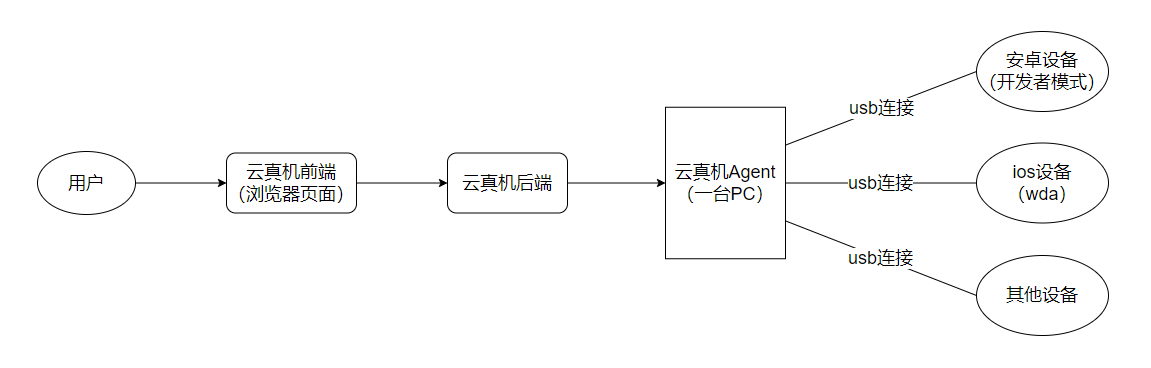 用户
云真机前端
（浏览器页面）
云真机后端
云真机Agent
（一台PC）
usb连接
usb连接
usb连接
安卓设备
（开发者模式）
ios设备
（wda）
其他设备